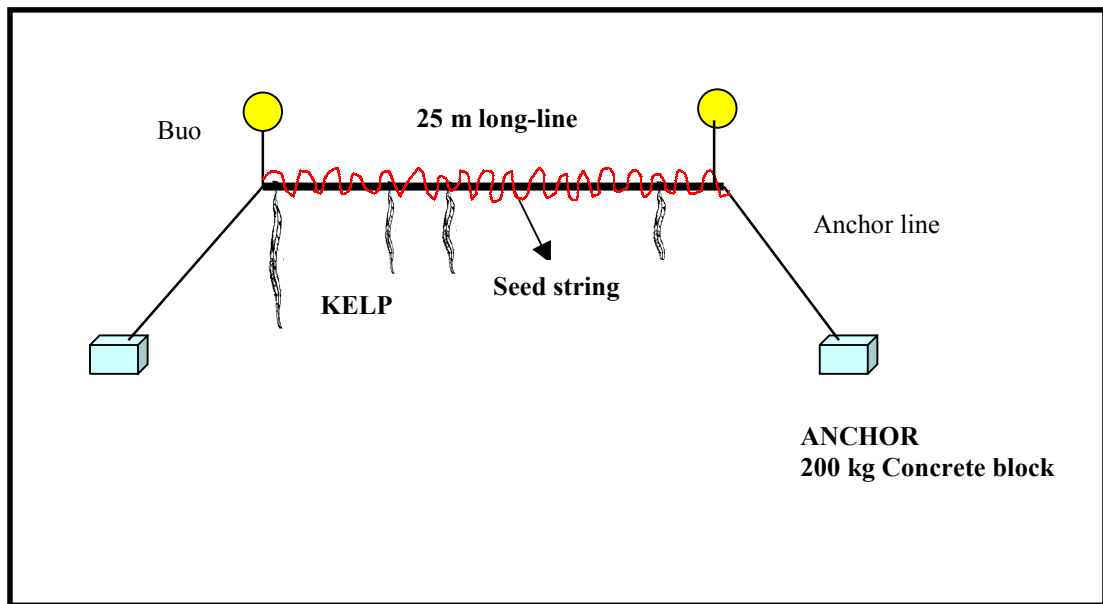 25 m long-line
Buo
Anchor line
Seed string
KELP
ANCHOR
200 kg Concrete block